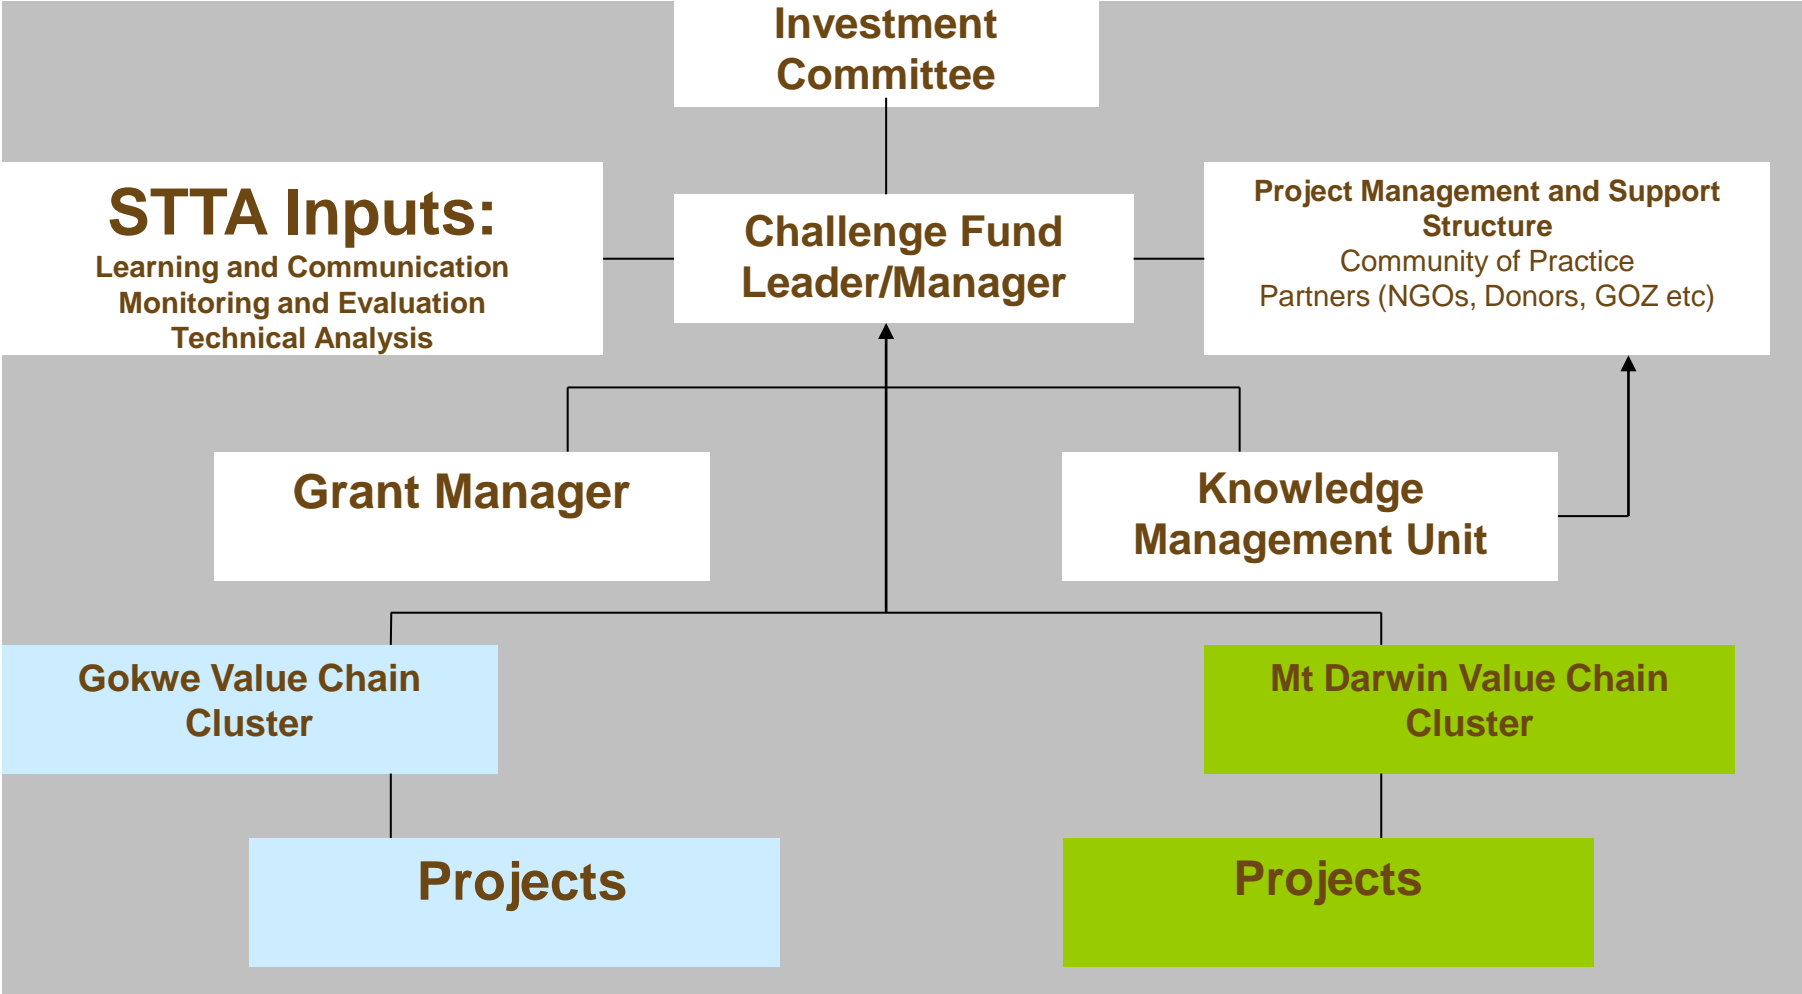 Investment
Committee
STTA Inputs:
Learning and Communication
Monitoring and Evaluation
Technical Analysis
Challenge Fund
Leader/Manager
Project Management and Support
Structure
Community of Practice
Partners (NGOs, Donors, GOZ etc)
Grant Manager
Knowledge
Management Unit
Gokwe Value Chain
Cluster
Mt Darwin Value Chain
Cluster
Projects
Projects